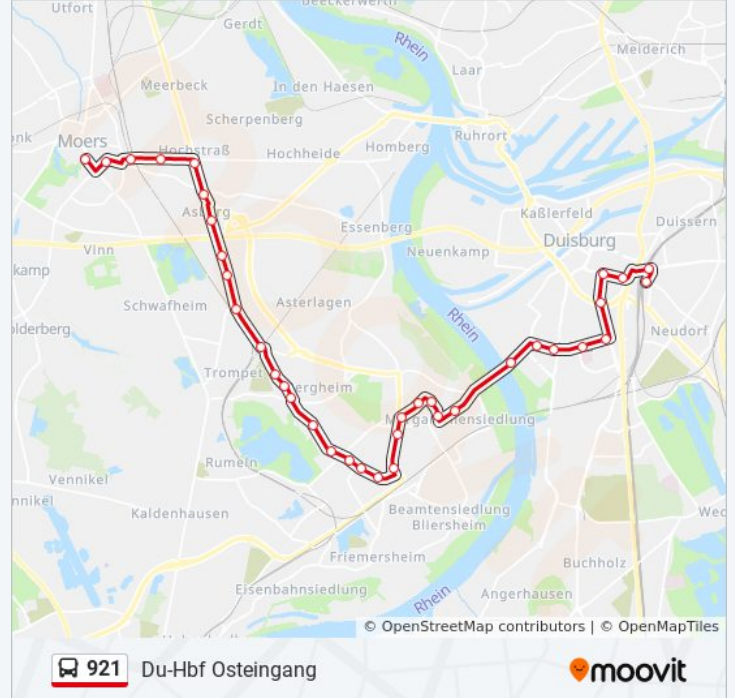 Utfort
Gerdt
Rhein
Laar
Meiderich
Meerbeck
In den Haesen
Scherpenberg
Ruhrort
Moers
Hochstraß
Hochheide
Homberg
Asberg
Kaßlerfeld
Duissern
Essenberg
Duisburg
Vinn
Neuenkamp
kamp
Schwafheim
Asterlagen
Rhein
Neudorf
olderberg
Trompet
ergheim
Rumeln
Vennikel
nnikel
Kaldenhausen
Beamtensiedlung
Bliersheim
Wed
Friemersheim
Buchholz
Eisenbahnsiedlung
Rhein
Angerhausen
© OpenStreetMap contributors | © OpenMapTiles
921 Du-Hbf Osteingang
moovit